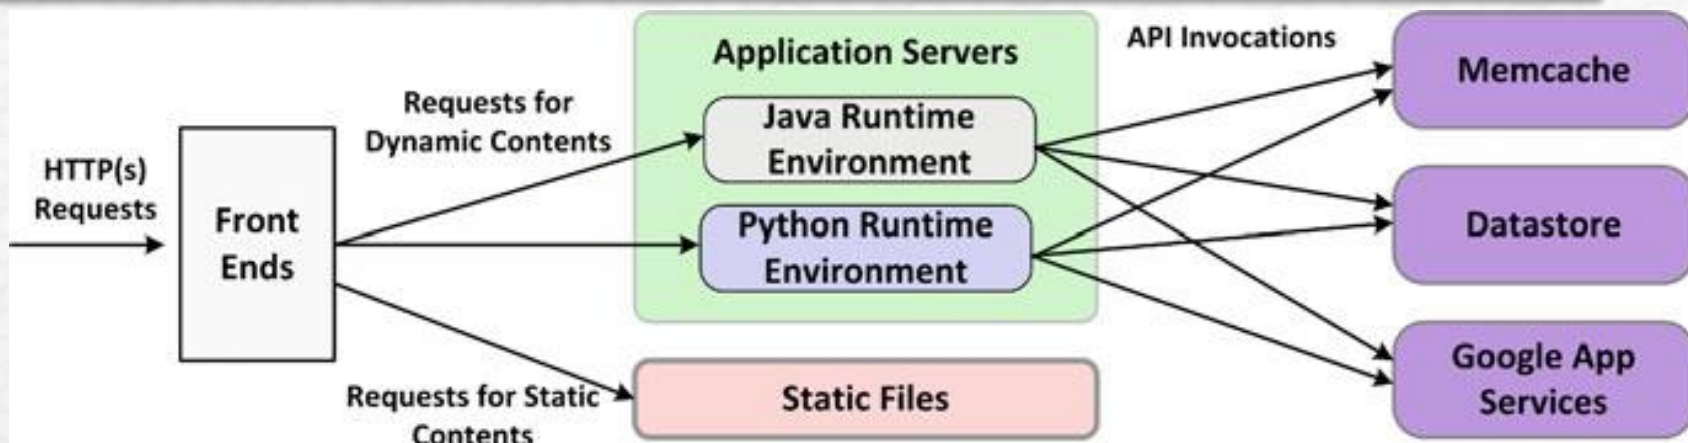 HTTP(s)
Requests
Front
Ends
Requests for
Dynamic Contents
Requests for Static
Contents
Application Servers
Java Runtime
Environment
Python Runtime
Environment
Static Files
API Invocations
Memcache
Datastore
Google App
Services